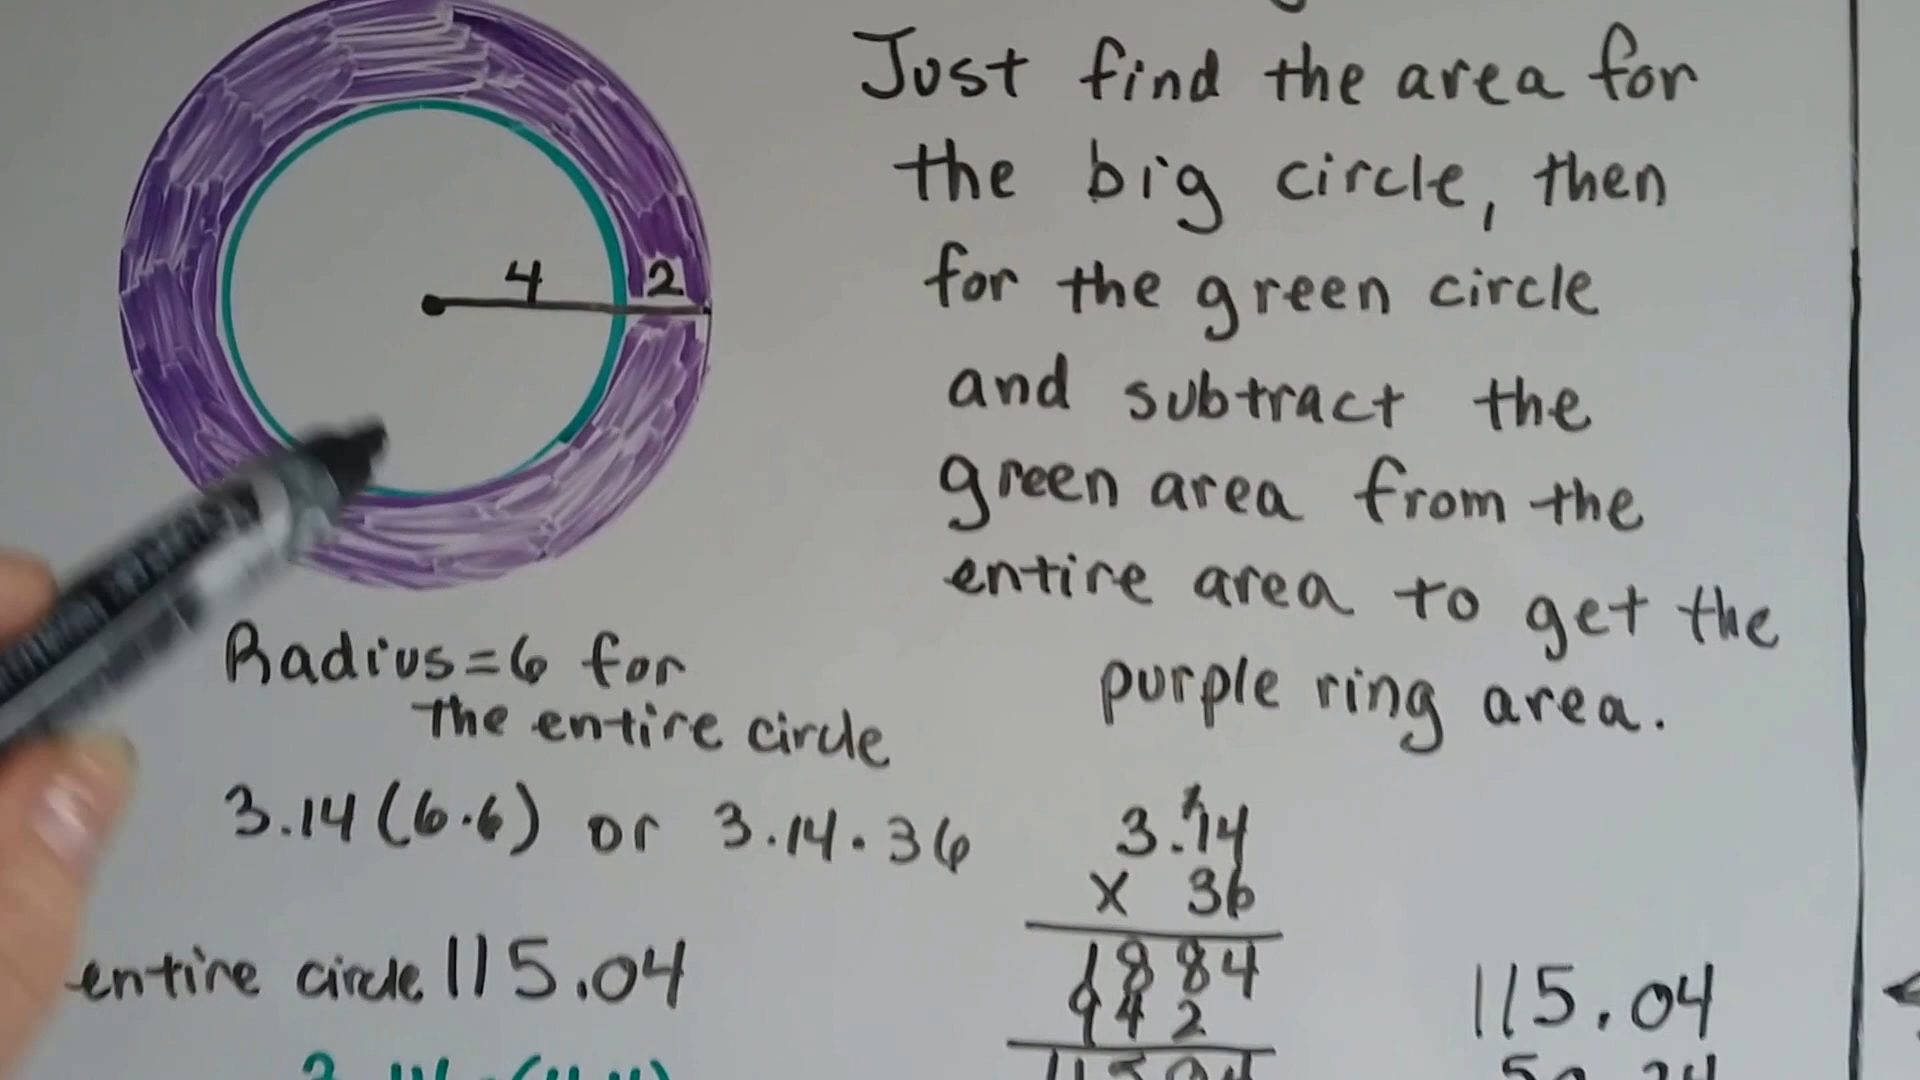 Just find the area for
the big circle, then
for the green circle
and subtract the
green area from the
entire area to get the
purple ring area.
4
2
Radius=6 for
the entire circle
3.14(6.6) or 3.14.36
entire circle 115.04
3.14
x 36
1884
942
115.04